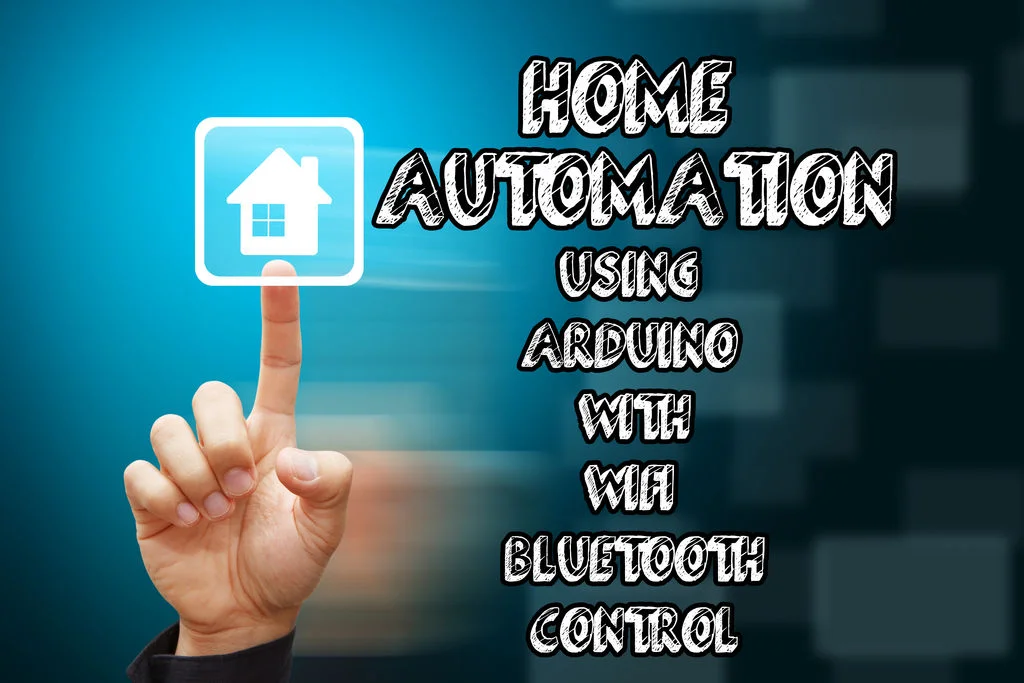 HOME
AUTOMATION
USING
ARDUINO
WITH
WIFI
BLUETOOTH
CONTROL